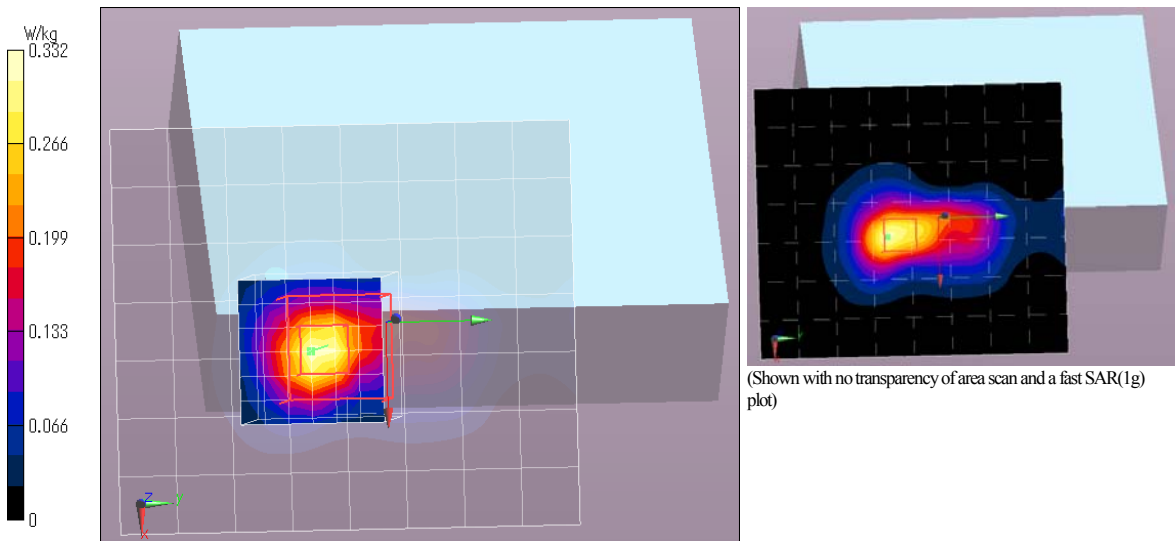 W/kg
0.332
0.266
0.199
0.133
0.066
0
Z
Y
X
(Shown with no transparency of area scan and a fast SAR(1g)
plot)